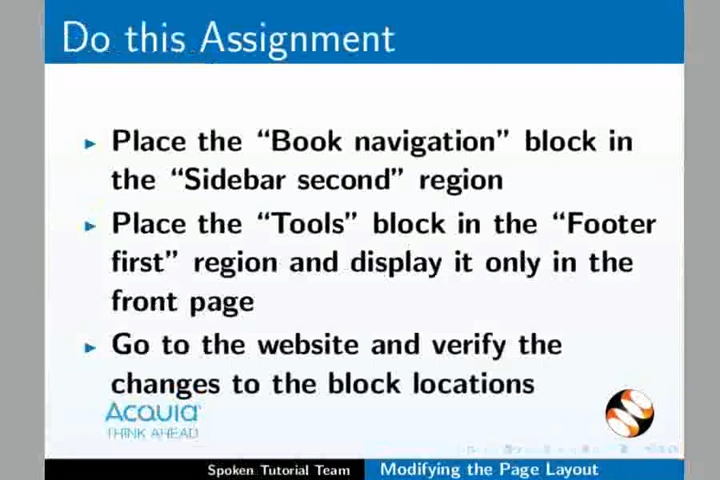 Do this Assignment
Place the “Book navigation” block in
the “Sidebar second” region
Place the “Tools” block in the “Footer
first” region and display it only in the
front page
Go to the website and verify the
changes to the block locations
Acquia
THINK AHEAD
Spoken Tutorial Team
Modifying the Page Layout